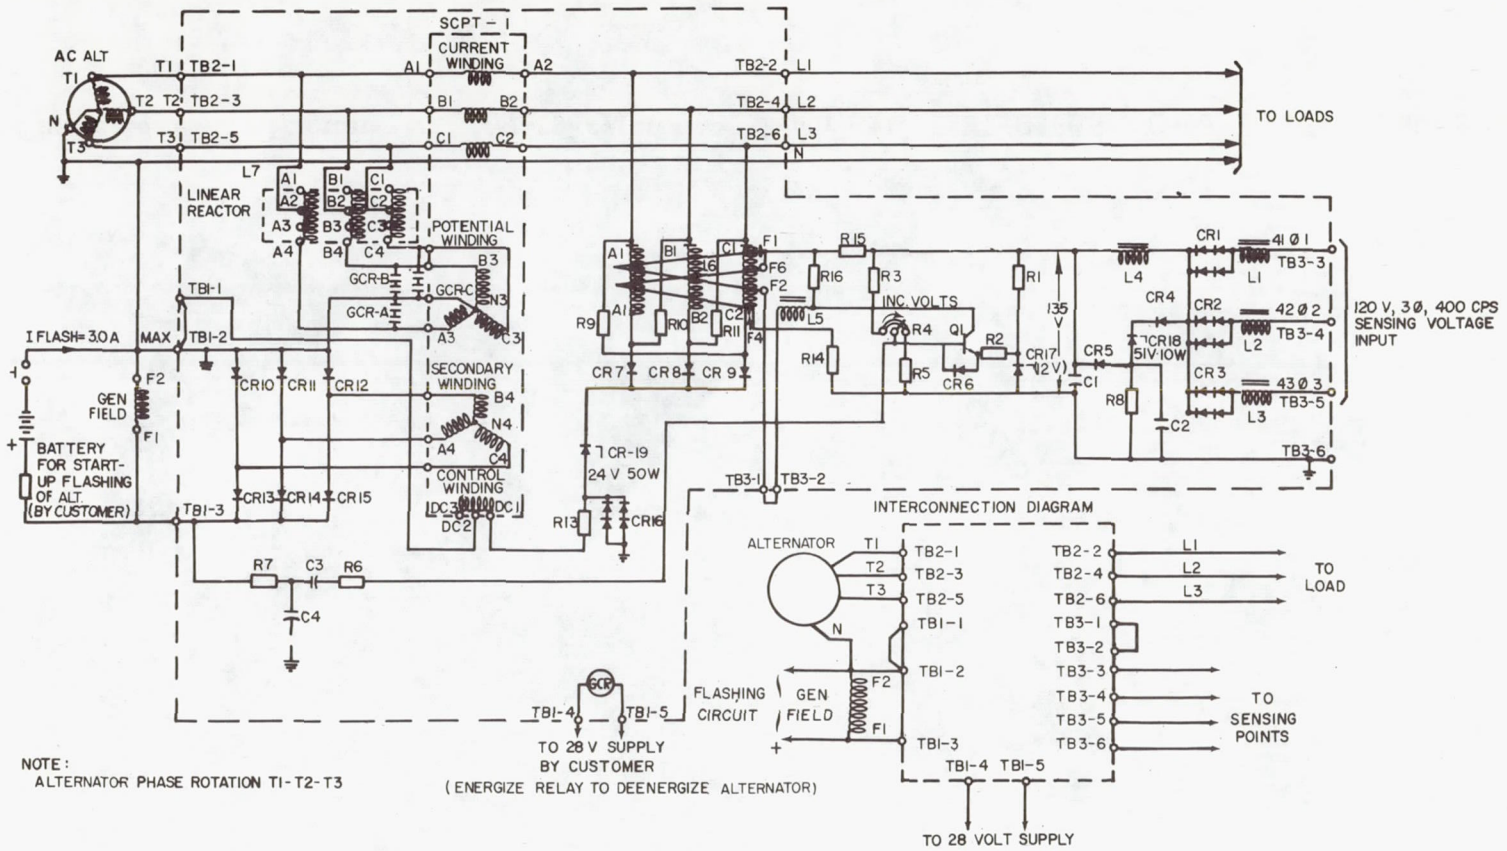 SCPT-1
CURRENT
WINDING
AC ALT
T1
T1
TB2-1
A1
A2
TB2-2
L1
T2
T2
TB2-3
B1
B2
TB2-4
L2
N
T3
T3
TB2-5
C1
C2
TB2-6
L3
N
TO LOADS
L7
LINEAR
REACTOR
A1
A2
A3
A4
B1
B2
B3
B4
C1
C2
C3
C4
POTENTIAL
WINDING
B3
N3
A3
C3
GCR-B
GCR-C
GCR-A
TB1-1
I FLASH=30A
MAX
TB1-2
F2
GEN
FIELD
F1
BATTERY
FOR START-
UP FLASHING
OF ALT.
(BY CUSTOMER)
+
-
CR10
CR11
CR12
SECONDARY
WINDING
B4
N4
A4
C4
CONTROL
WINDING
DC3
DC1
DC2
CR13
CR14
CR15
TB1-3
R7
C3
R6
C4
A1
B1
C1
L6
F1
F6
F2
A1
B2
C2
F4
R9
R10
R11
CR7
CR8
CR9
CR-19
24 V 50W
R13
CR16
R15
R16
R3
L5
INC. VOLTS
R4
Q1
R14
R5
CR6
R2
R1
CR17
(12 V)
135
V
C1
CR5
CR4
CR18
51V 10W
R8
C2
L4
CR1
CR2
CR3
L1
L2
L3
41Ø1
TB3-3
42Ø2
TB3-4
43Ø3
TB3-5
TB3-6
120 V, 3Ø, 400 CPS
SENSING VOLTAGE
INPUT
TB3-1
TB3-2
GCR
TB1-4
TB1-5
TO 28 V SUPPLY
BY CUSTOMER
(ENERGIZE RELAY TO DEENERGIZE ALTERNATOR)
NOTE:
ALTERNATOR PHASE ROTATION T1-T2-T3
INTERCONNECTION DIAGRAM
ALTERNATOR
T1
T2
T3
N
TB2-1
TB2-3
TB2-5
TB1-1
TB1-2
TB1-3
TB2-2
TB2-4
TB2-6
TB3-1
TB3-2
TB3-3
TB3-4
TB3-5
TB3-6
L1
L2
L3
TO
LOAD
FLASHING
CIRCUIT
-
+
GEN
FIELD
F2
F1
TO
SENSING
POINTS
TB1-4
TB1-5
TO 28 VOLT SUPPLY